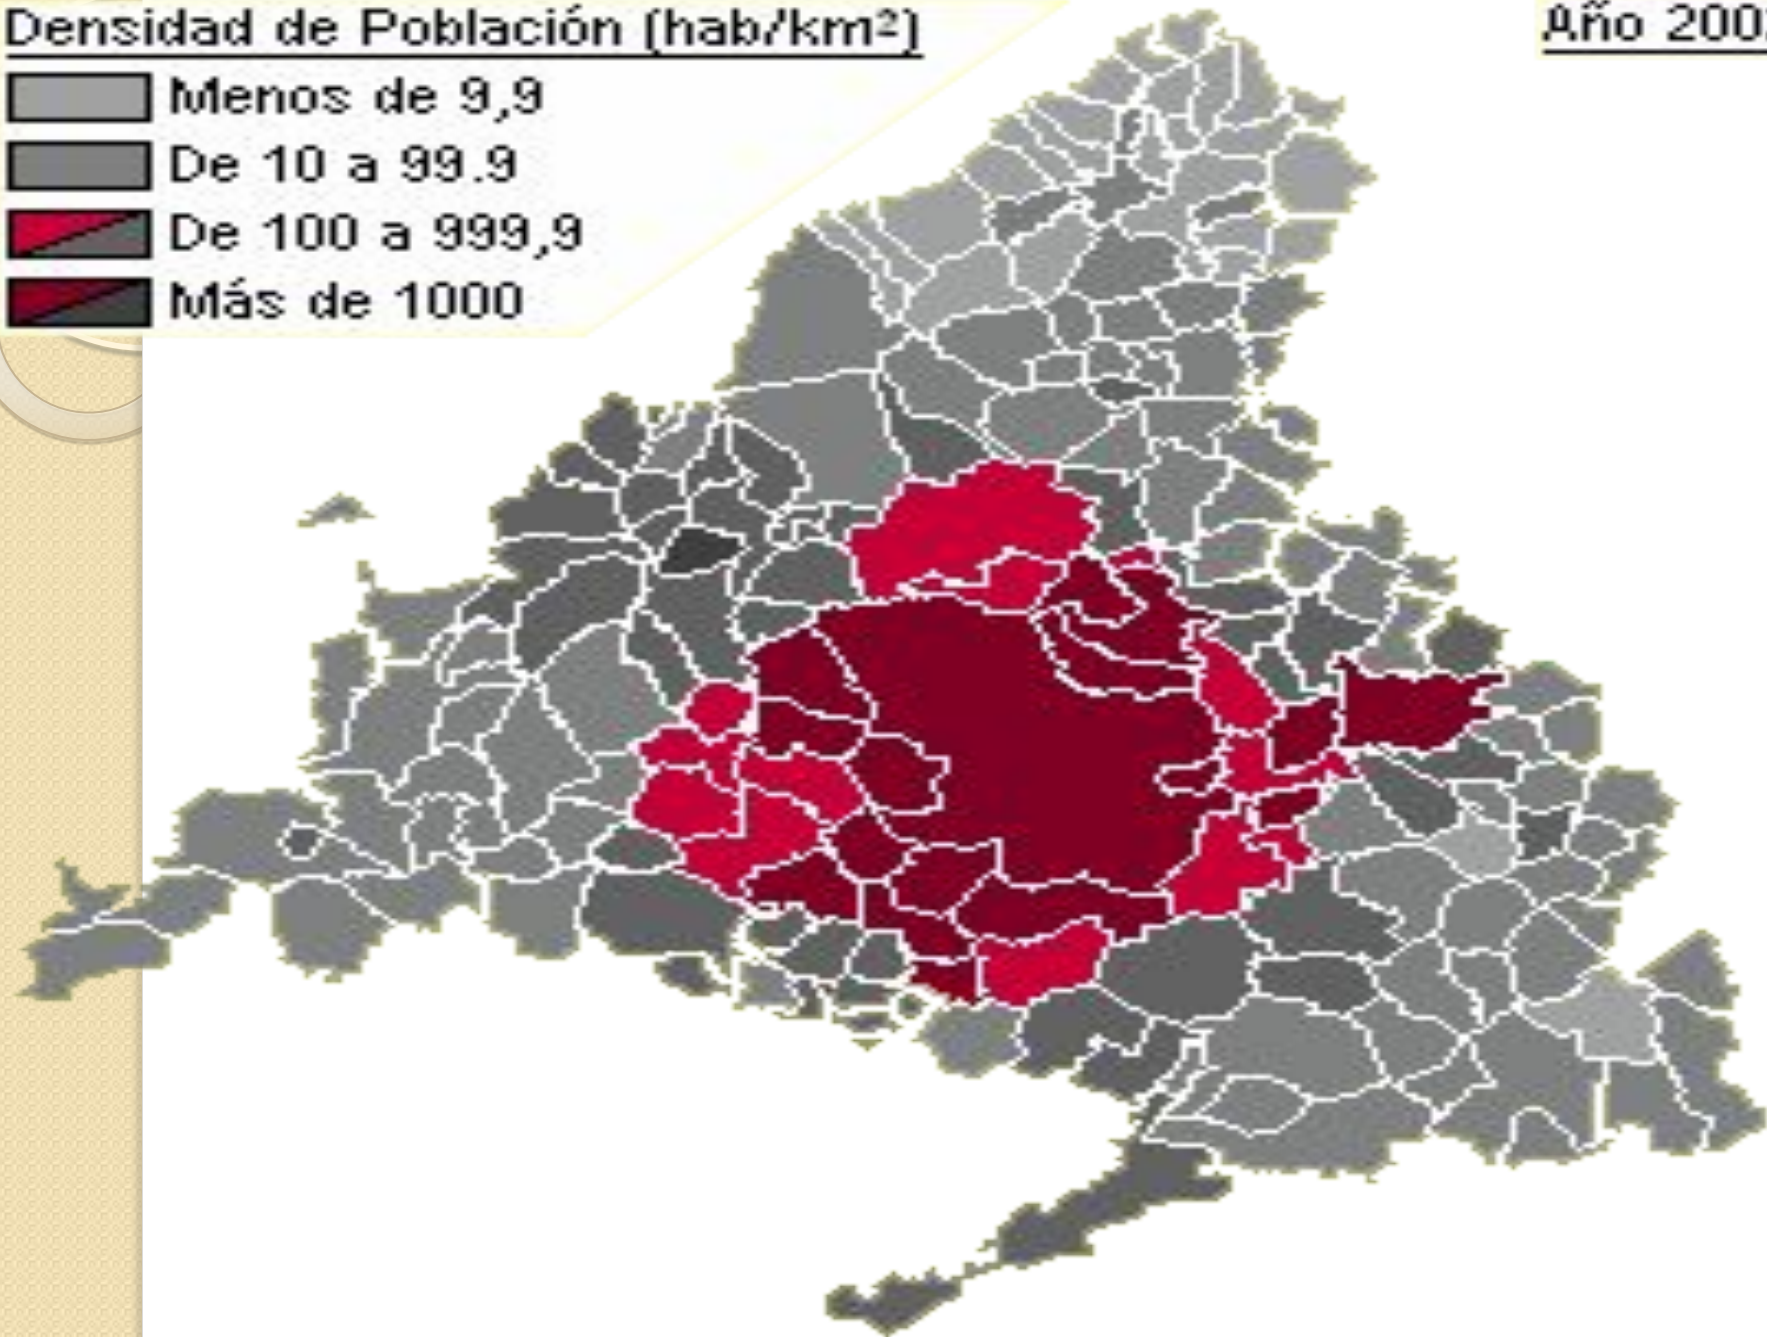 Densidad de Población (hab/km²)
Menos de 9,9
De 10 a 99.9
De 100 a 999,9
Más de 1000
Año